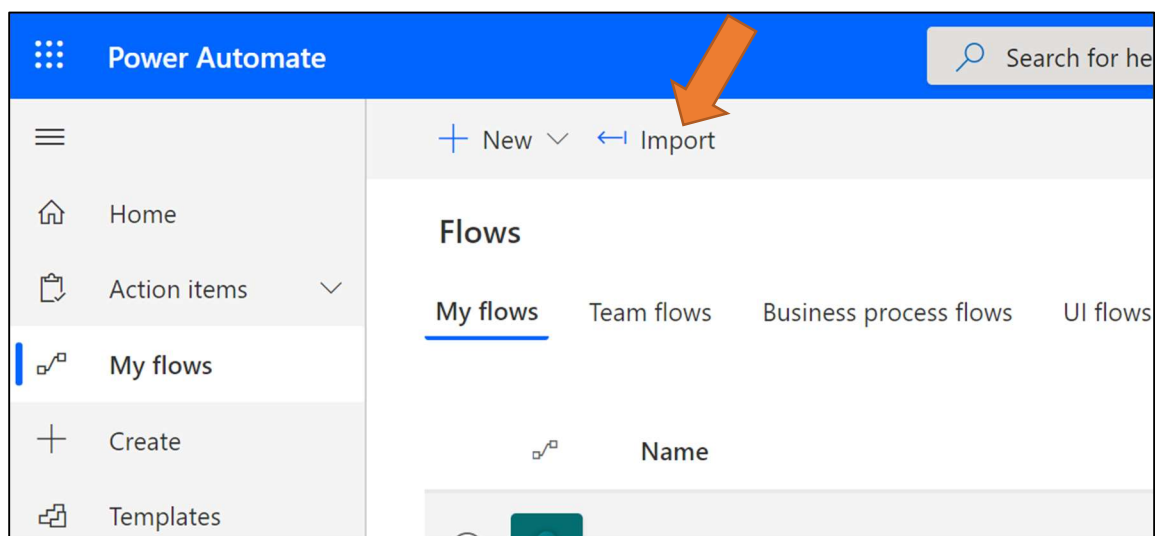 Power Automate
Search for he
New
Import
Home
Action items
My flows
Create
Templates
Flows
My flows Team flows Business process flows UI flows
Name